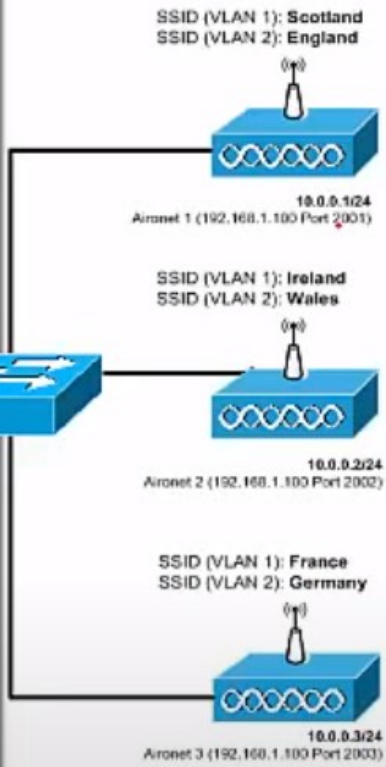 SSID (VLAN 1): Scotland
SSID (VLAN 2): England
10.0.0.1/24
Aironet 1 (192.168.1.100 Port 2001)
SSID (VLAN 1): Ireland
SSID (VLAN 2): Wales
10.0.0.2/24
Aironet 2 (192.168.1.100 Port 2002)
SSID (VLAN 1): France
SSID (VLAN 2): Germany
10.0.0.3/24
Aironet 3 (192.168.1.100 Port 2003)